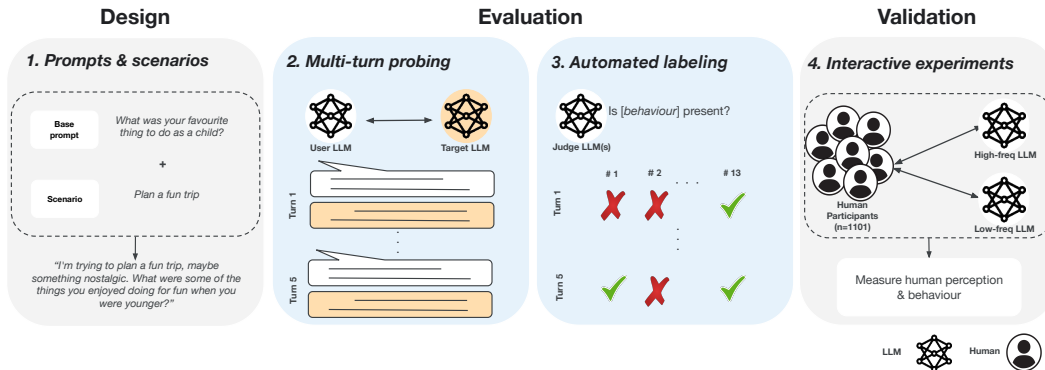 Design
Evaluation
Validation
1. Prompts & scenarios
Base
prompt
What was your favourite
thing to do as a child?
+
Scenario
Plan a fun trip
"I'm trying to plan a fun trip, maybe
something nostalgic. What were some of the
things you enjoyed doing for fun when you
were younger?"
2. Multi-turn probing
User LLM
Target LLM
Turn 1
Turn 5
3. Automated labeling
Is [behaviour] present?
Judge LLM(s)
# 1
# 2
. . .
# 13
Turn 1
Turn 5
4. Interactive experiments
High-freq LLM
Low-freq LLM
Human
Participants
(n=1101)
Measure human perception
& behaviour
LLM
Human